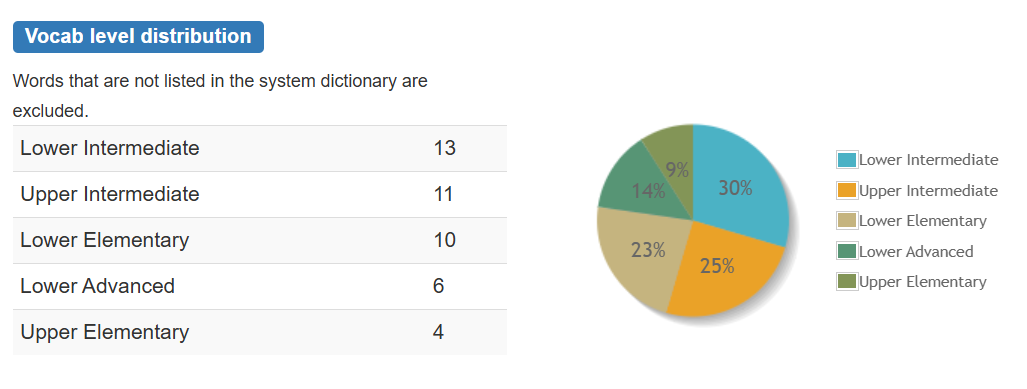 Vocab level distribution
Words that are not listed in the system dictionary are
excluded.
Lower Intermediate 13
Upper Intermediate 11
Lower Elementary 10
Lower Advanced 6
Upper Elementary 4
9%
14%
30%
23%
25%
Lower Intermediate
Upper Intermediate
Lower Elementary
Lower Advanced
Upper Elementary